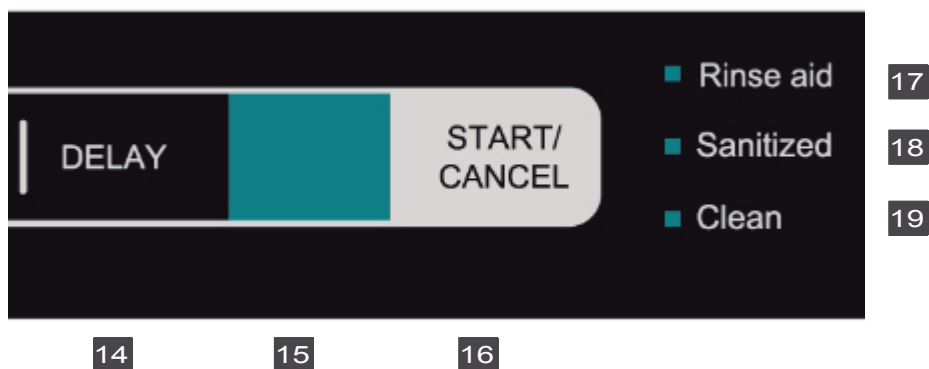 Rinse aid 17
DELAY START/ Sanitized 18
CANCEL
Clean 19
14 15 16